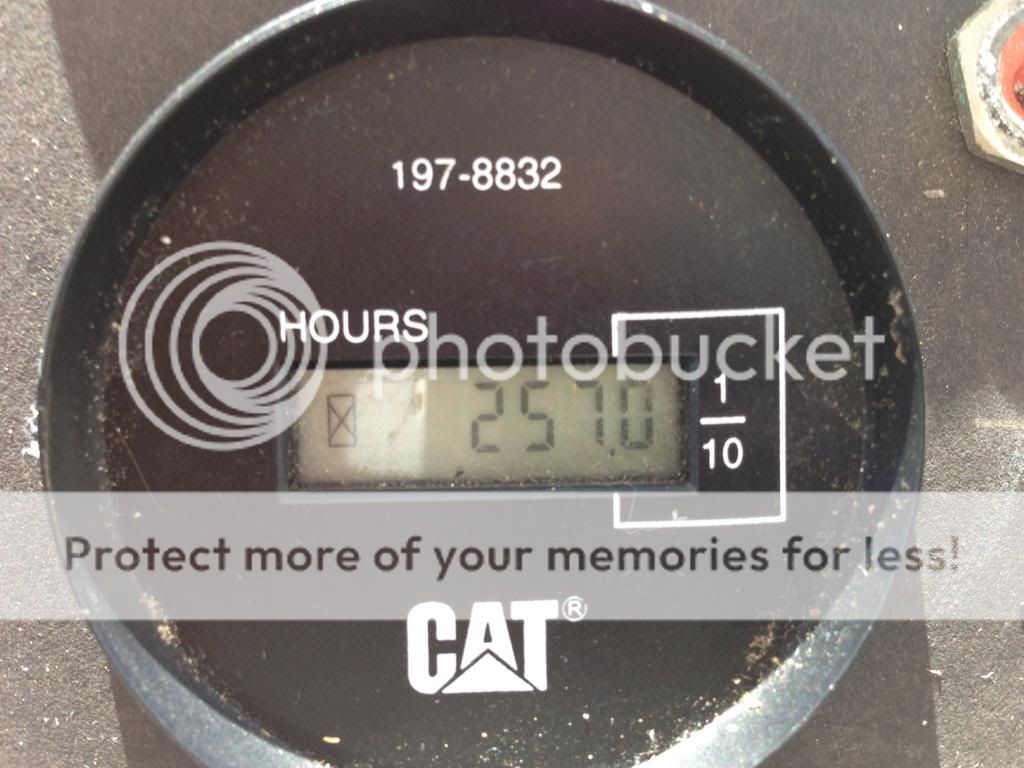 197-8832
HOURS
photobucket
257.0
1
10
Protect more of your memories for less!
CAT®